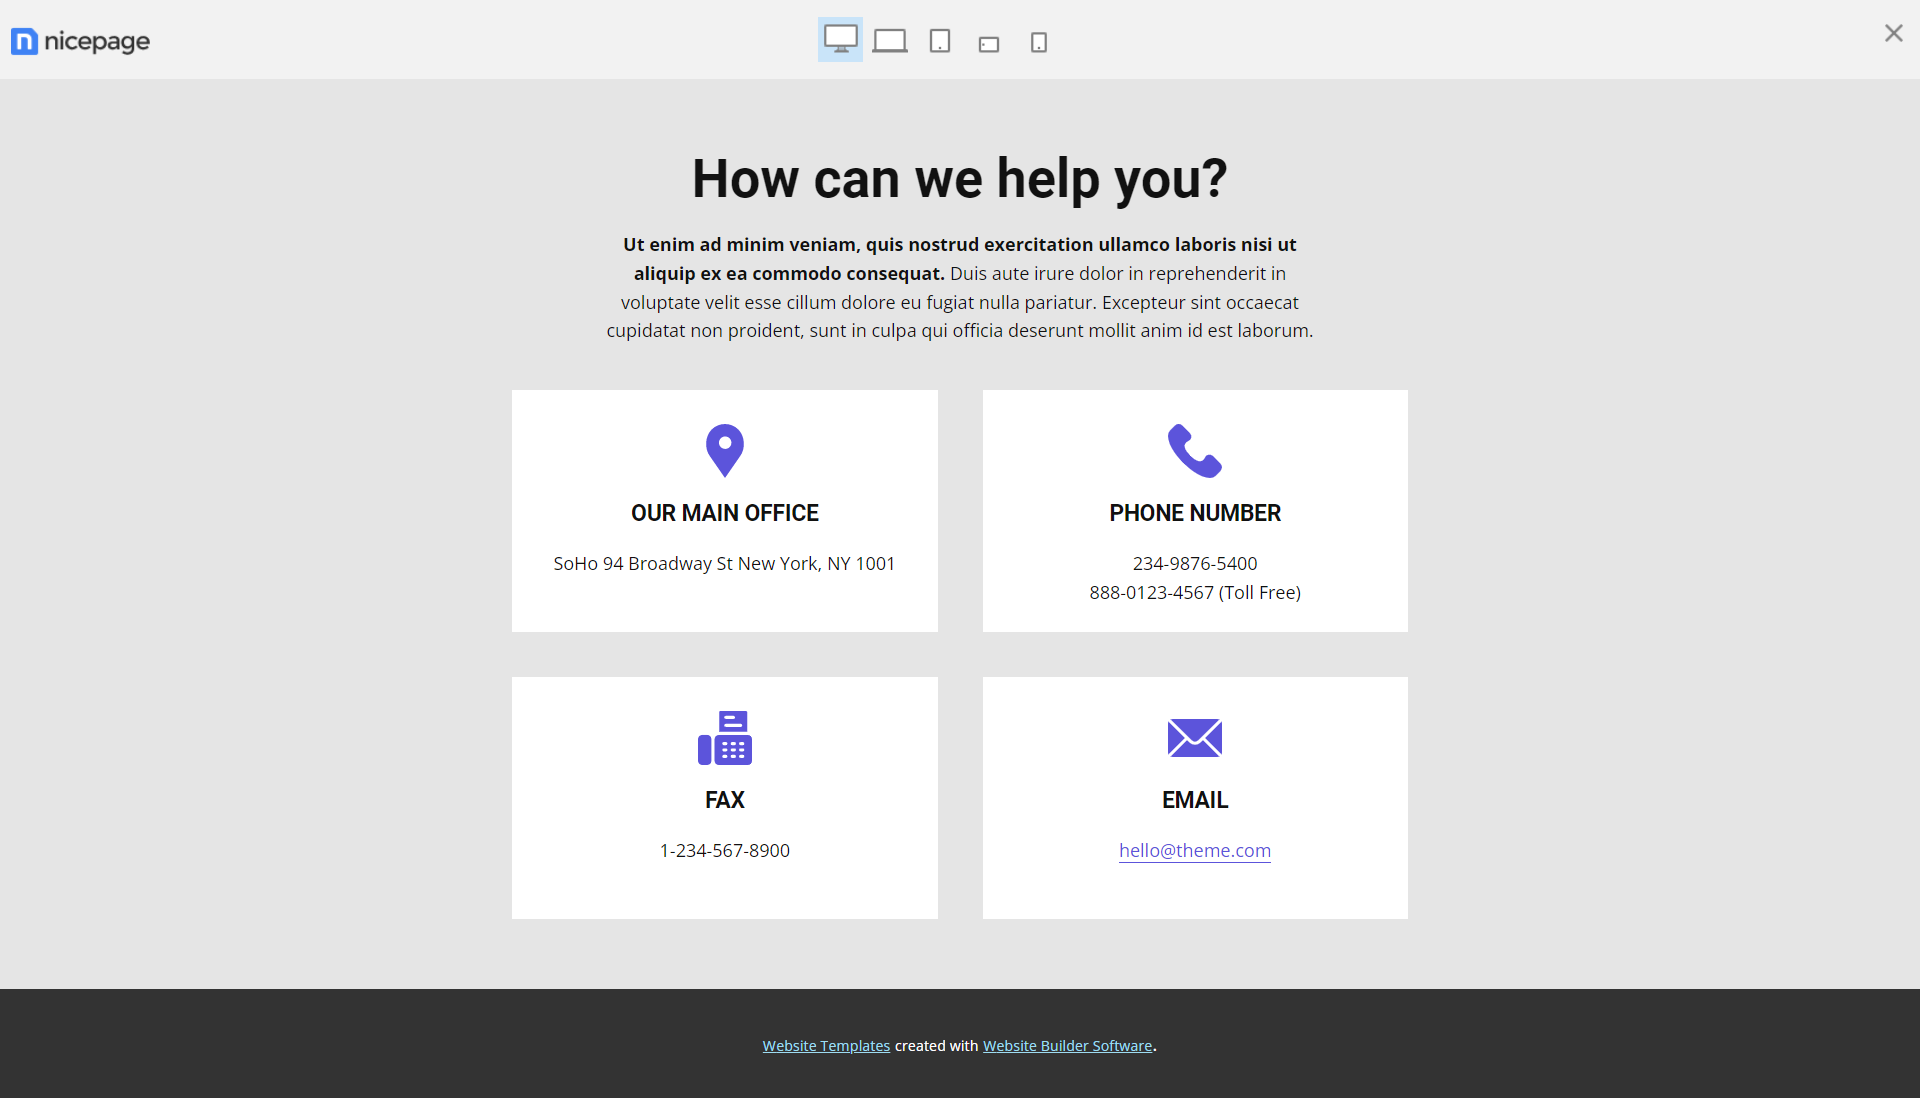 nicepage
How can we help you?
Ut enim ad minim veniam, quis nostrud exercitation ullamco laboris nisi ut
aliquip ex ea commodo consequat. Duis aute irure dolor in reprehenderit in
voluptate velit esse cillum dolore eu fugiat nulla pariatur. Excepteur sint occaecat
cupidatat non proident, sunt in culpa qui officia deserunt mollit anim id est laborum.
OUR MAIN OFFICE
SoHo 94 Broadway St New York, NY 1001
PHONE NUMBER
234-9876-5400
888-0123-4567 (Toll Free)
FAX
1-234-567-8900
EMAIL
hello@theme.com
Website Templates created with Website Builder Software.